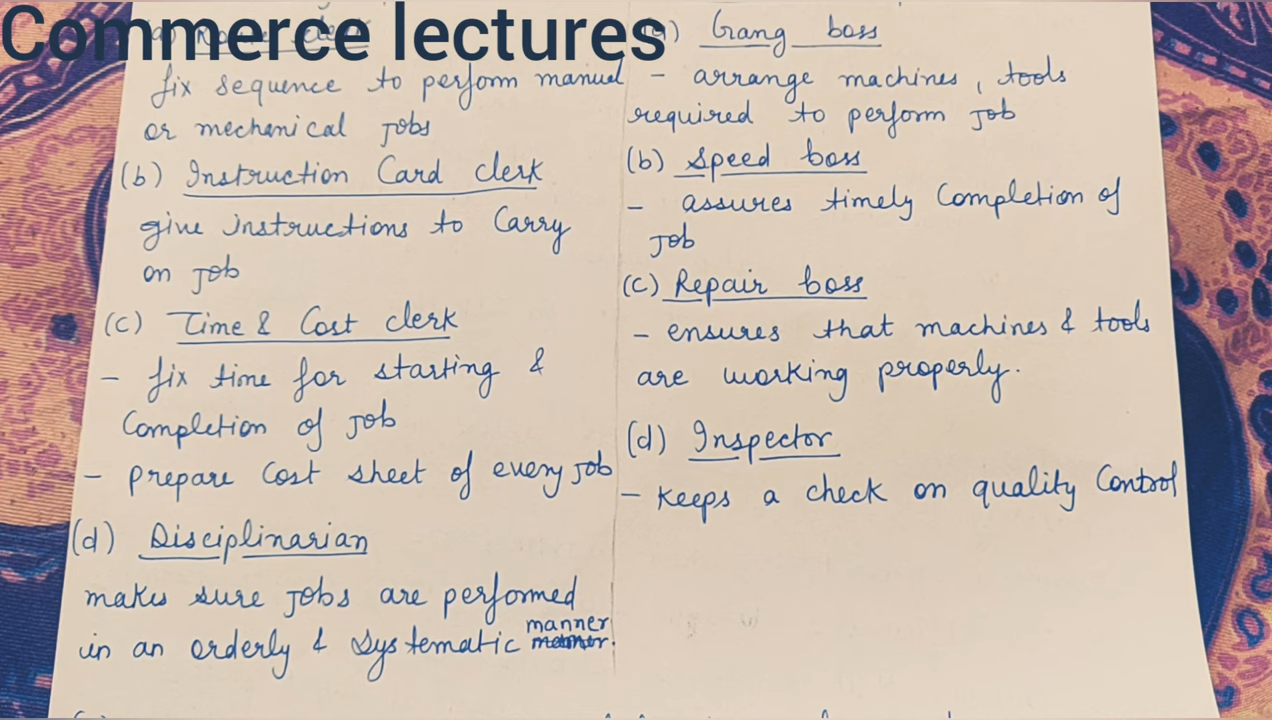 Commerce lectures
fix sequence to perform manual
or mechanical jobs
(b) Instruction Card clerk
give instructions to Carry
on job
(c) Time & Cost clerk
- fix time for starting &
Completion of job
- prepare Cost sheet of every job
(d) Disciplinarian
makes sure jobs are performed
in an orderly & systematic manner
Gang boss
- arrange machines, tools
required to perform job
(b) Speed boss
- assures timely Completion of
job
(c) Repair boss
- ensures that machines & tools
are working properly.
(d) Inspector
- keeps a check on quality Control